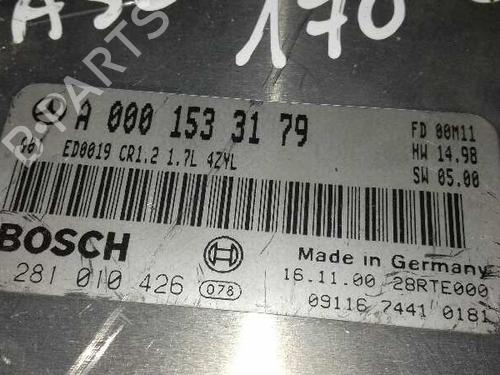 170
A 000 153 31 79
FD 00M11
ED0019 CR1.2 1.7L 4ZYL
HW 14.98
SW 05.00
BOSCH
Made in Germany
281 010 426 078
16.11.00 28RTE000
09116 7441 0181
B-PARTS